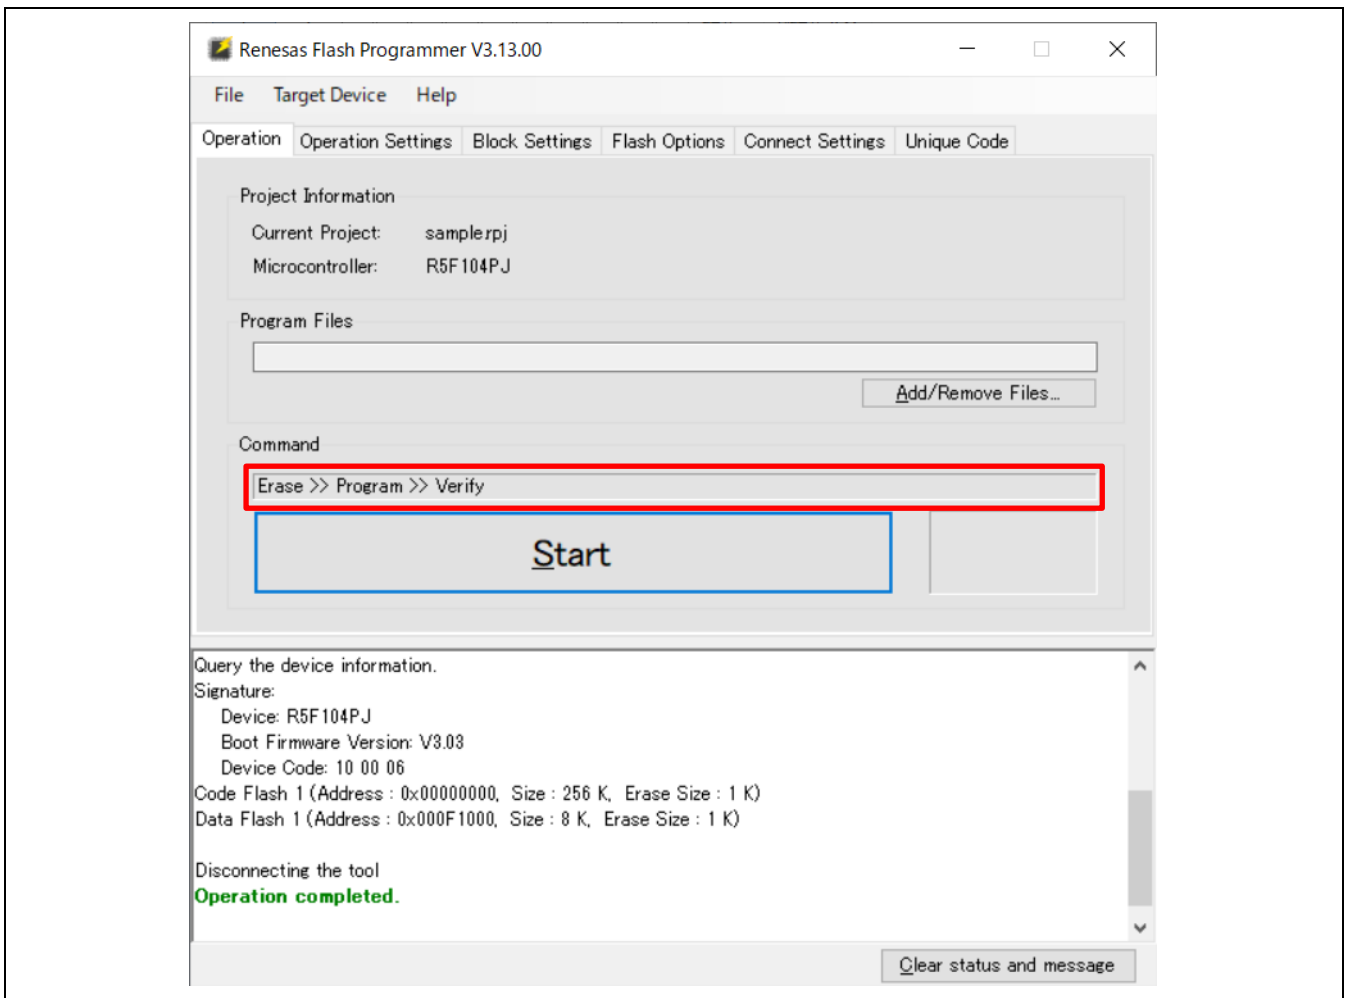 Renesas Flash Programmer V3.13.00
File Target Device Help
Operation Operation Settings Block Settings Flash Options Connect Settings Unique Code
Project Information
Current Project: sample.rpj
Microcontroller: R5F104PJ
Program Files
Add/Remove Files...
Command
Erase >> Program >> Verify
Start
Query the device information.
Signature:
Device: R5F104PJ
Boot Firmware Version: V3.03
Device Code: 10 00 06
Code Flash 1 (Address : 0x00000000, Size : 256 K, Erase Size : 1 K)
Data Flash 1 (Address : 0x000F1000, Size : 8 K, Erase Size : 1 K)
Disconnecting the tool
Operation completed.
Clear status and message